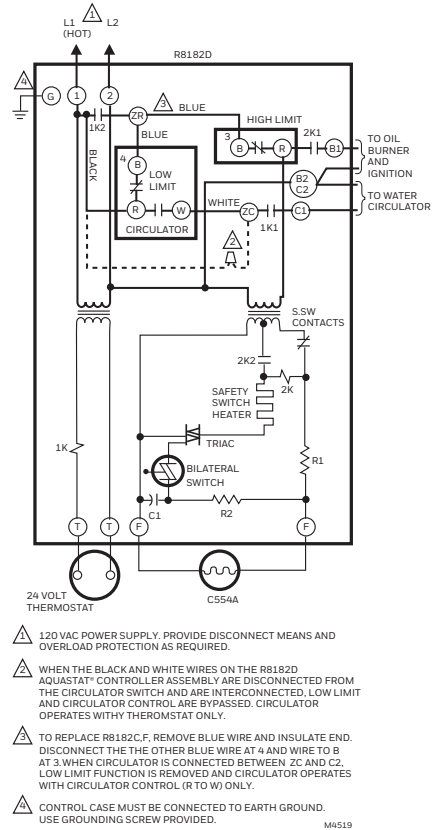 L1
(HOT)
1
L2
R8182D
4
G
1
2
ZR
3
BLUE
HIGH LIMIT
1K2
BLUE
3
B
R
2K1
B1
TO OIL
BURNER
AND
IGNITION
BLACK
4
B
LOW
LIMIT
B2
C2
TO WATER
CIRCULATOR
R
W
WHITE
ZC
C1
CIRCULATOR
2
1K1
S.SW
CONTACTS
2K2
2K
SAFETY
SWITCH
HEATER
TRIAC
1K
R1
BILATERAL
SWITCH
C1
R2
T
T
F
F
24 VOLT
THERMOSTAT
C554A
1 120 VAC POWER SUPPLY. PROVIDE DISCONNECT MEANS AND
OVERLOAD PROTECTION AS REQUIRED.
2 WHEN THE BLACK AND WHITE WIRES ON THE R8182D
AQUASTAT® CONTROLLER ASSEMBLY ARE DISCONNECTED FROM
THE CIRCULATOR SWITCH AND ARE INTERCONNECTED, LOW LIMIT
AND CIRCULATOR CONTROL ARE BYPASSED. CIRCULATOR
OPERATES WITHY THEROMSTAT ONLY.
3 TO REPLACE R8182C,F, REMOVE BLUE WIRE AND INSULATE END.
DISCONNECT THE THE OTHER BLUE WIRE AT 4 AND WIRE TO B
AT 3. WHEN CIRCULATOR IS CONNECTED BETWEEN ZC AND C2,
LOW LIMIT FUNCTION IS REMOVED AND CIRCULATOR OPERATES
WITH CIRCULATOR CONTROL (R TO W) ONLY.
4 CONTROL CASE MUST BE CONNECTED TO EARTH GROUND.
USE GROUNDING SCREW PROVIDED.
M4519